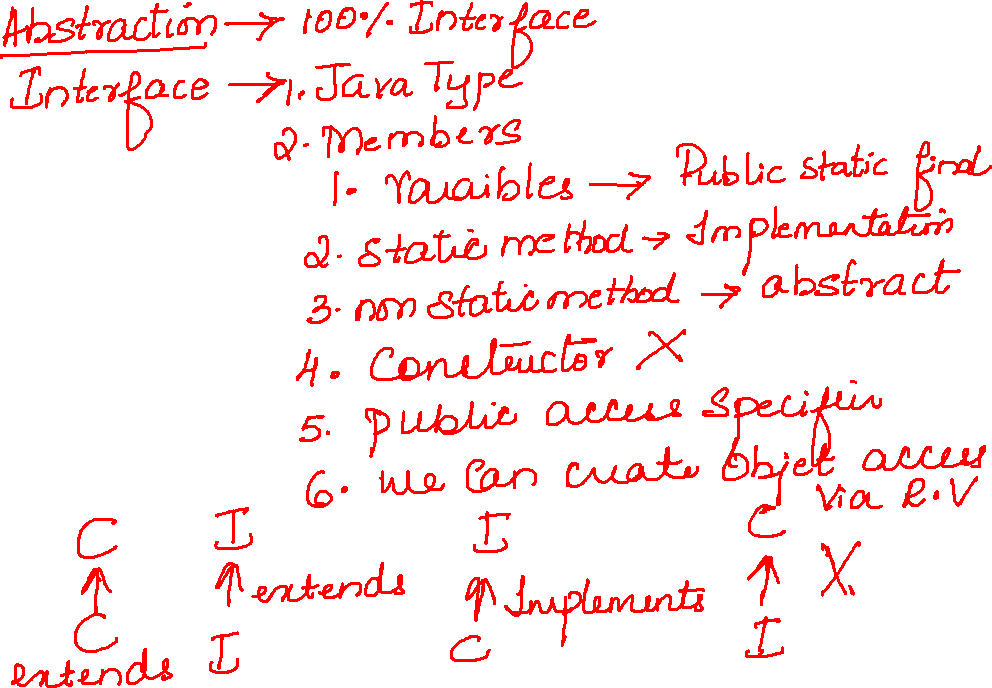 Abstraction → 100% Interface
Interface → 1. Java Type
2. Members
1. Varaibles → Public static final
2. static method → Implementation
3. non static method → abstract
4. Constructor X
5. public access specifier
6. we can create Objet access
via R.V
C I I C
↑ ↑ extends ↑ Implements ↑ X
C I C I
extends